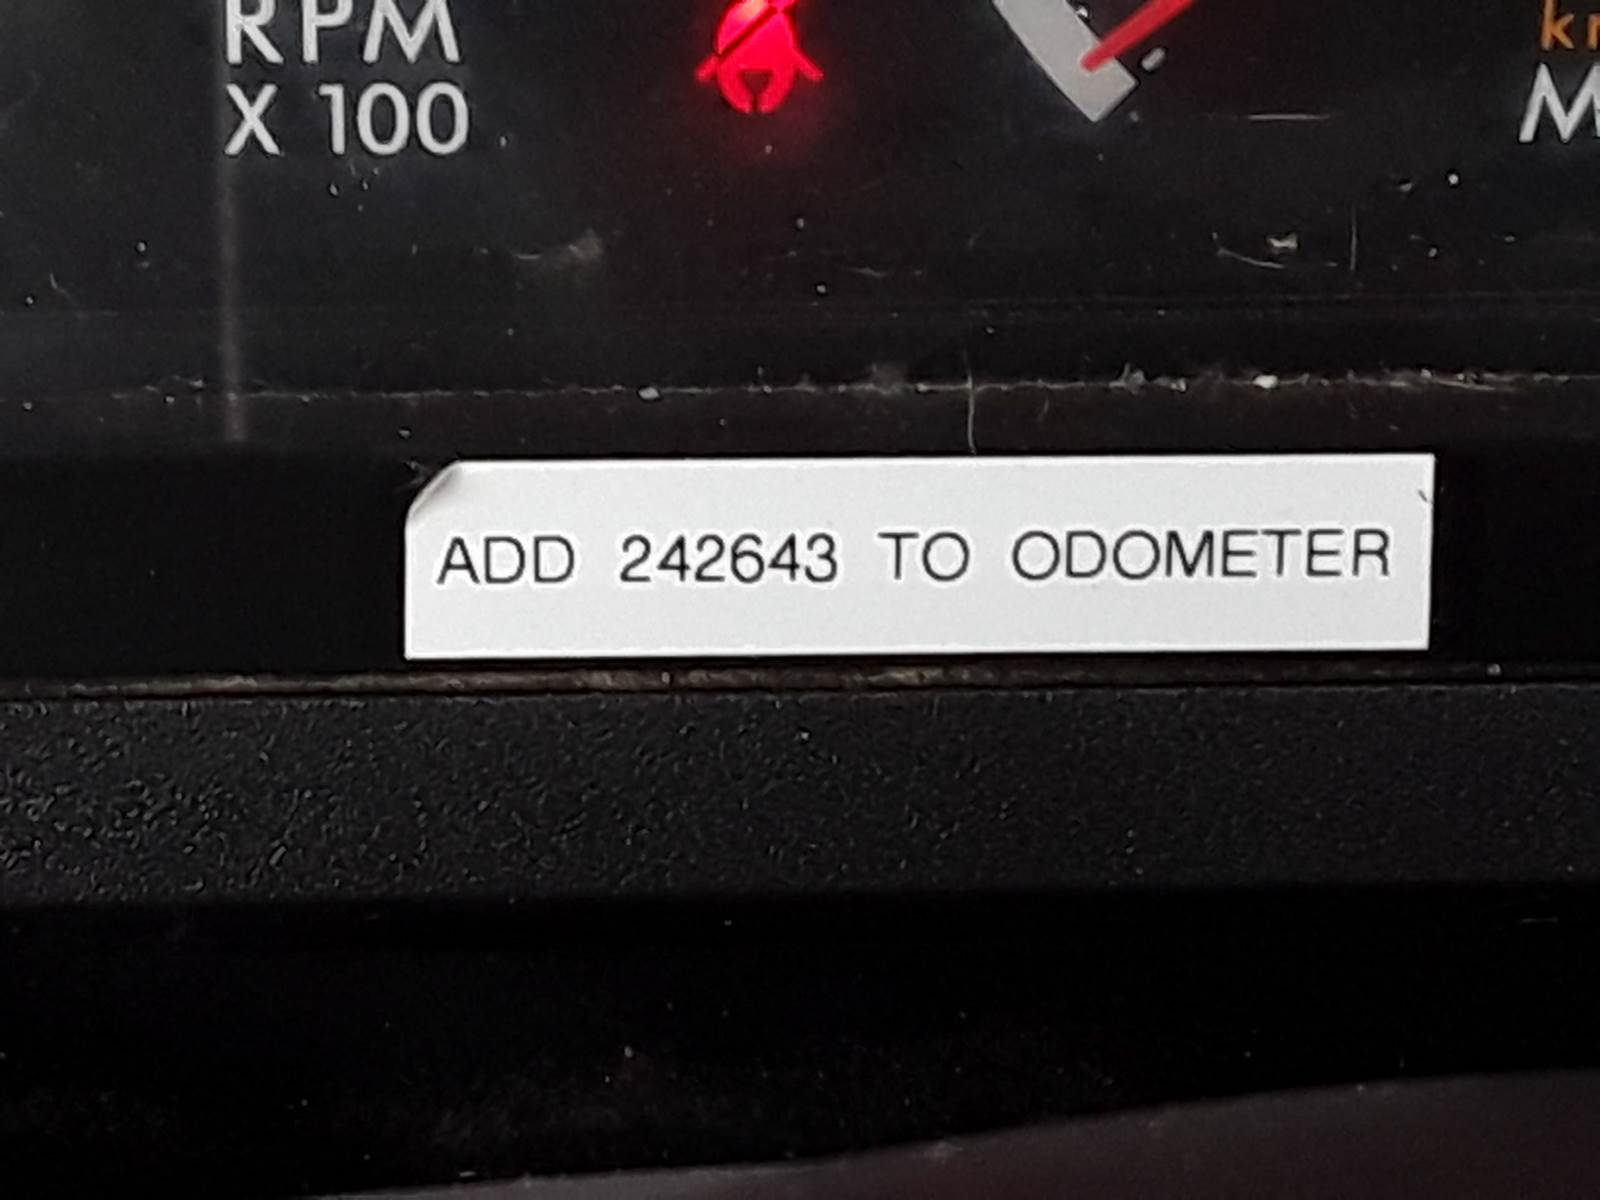 RPM
X 100
ADD 242643 TO ODOMETER